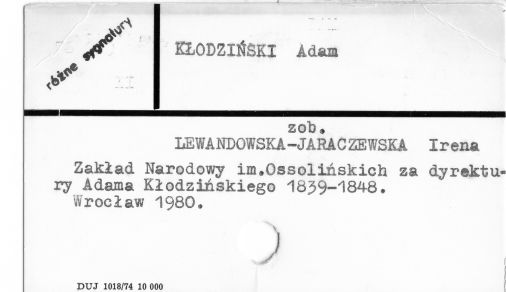 różne sygnatury
KŁODZIŃSKI Adam
zob.
LEWANDOWSKA-JARACZEWSKA Irena
Zakład Narodowy im.Ossolińskich za dyrektu-
ry Adama Kłodzińskiego 1839-1848.
Wrocław 1980.
DUJ 1018/74 10 000